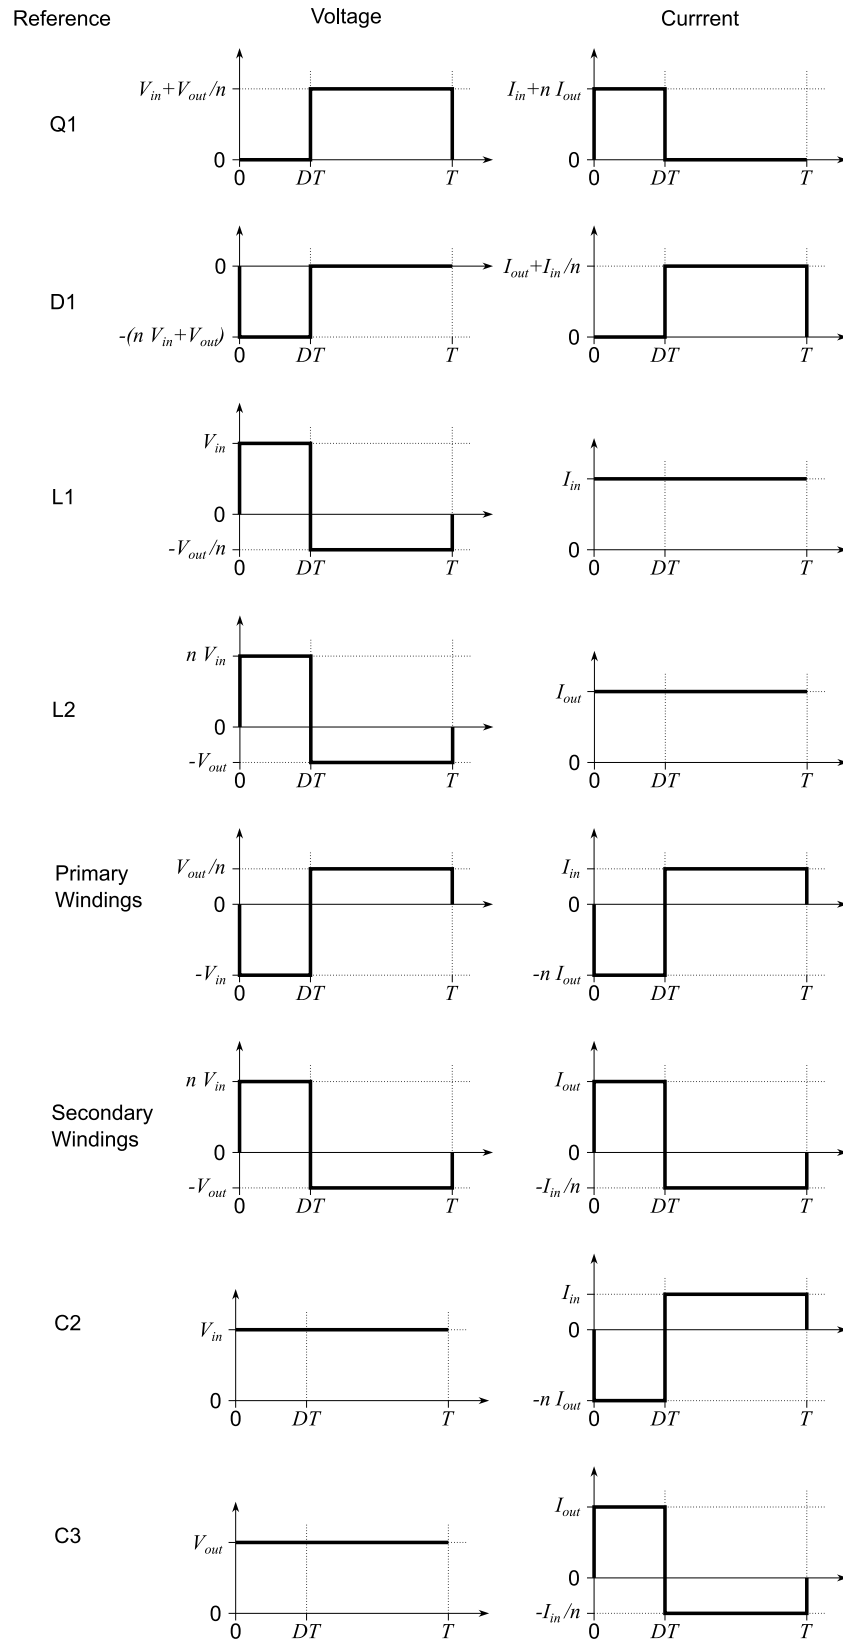 Reference Voltage Currrent
Q1
V_in+V_out/n
0
0 DT T
I_in+n I_out
0
0 DT T
D1
0
-(n V_in+V_out)
0 DT T
I_out+I_in/n
0
0 DT T
L1
V_in
0
-V_out/n
0 DT T
I_in
0
0 DT T
L2
n V_in
0
-V_out
0 DT T
I_out
0
0 DT T
Primary
Windings
V_out/n
0
-V_in
0 DT T
I_in
0
-n I_out
0 DT T
Secondary
Windings
n V_in
0
-V_out
0 DT T
I_out
0
-I_in/n
0 DT T
C2
V_in
0
0 DT T
I_in
0
-n I_out
0 DT T
C3
V_out
0
0 DT T
I_out
0
-I_in/n
0 DT T